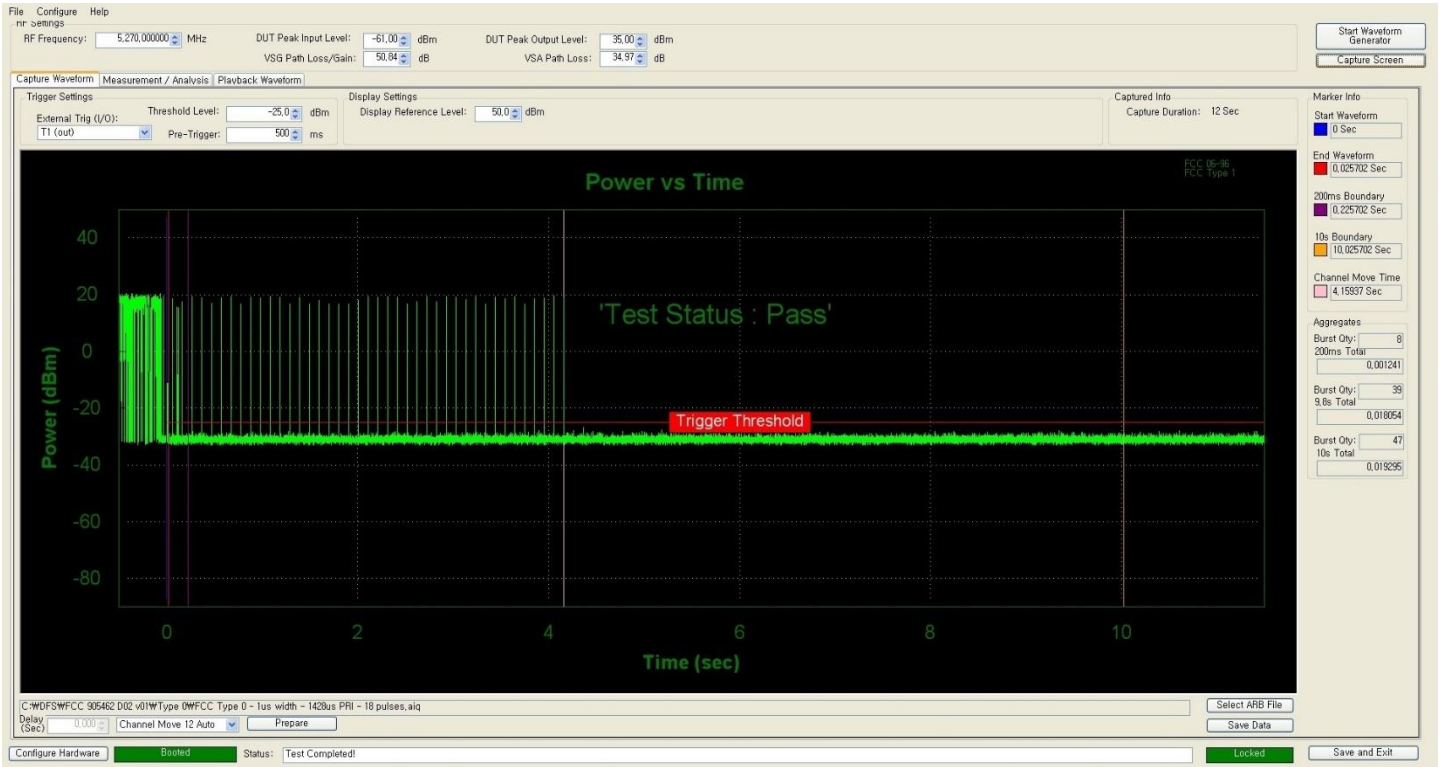 File Configure Help
RF Settings
RF Frequency: 5,270,000000 MHz DUT Peak Input Level: -61,00 dBm DUT Peak Output Level: 35,00 dBm
VSG Path Loss/Gain: 50,84 dB VSA Path Loss: 34,97 dB
Start Waveform
Generator
Capture Screen
Capture Waveform Measurement / Analysis Playback Waveform
Trigger Settings
External Trig (I/O):
T1 (out)
Threshold Level: -25,0 dBm
Pre-Trigger: 500 ms
Display Settings
Display Reference Level: 50,0 dBm
Captured Info
Capture Duration: 12 Sec
Marker Info
Start Waveform
0 Sec
End Waveform
0,025702 Sec
200ms Boundary
0,225702 Sec
10s Boundary
10,025702 Sec
Channel Move Time
4,15937 Sec
Aggregates
Burst Qty: 8
200ms Total
0,001241
Burst Qty: 39
9,8s Total
0,018054
Burst Qty: 47
10s Total
0,019295
FCC 06-96
FCC Type 1
Power vs Time
40
20
0
-20
-40
-60
-80
Power (dBm)
'Test Status : Pass'
Trigger Threshold
0 2 4 6 8 10
Time (sec)
C:₩DFS₩FCC 905462 D02 v01₩Type 0₩FCC Type 0 - 1us width - 1428us PRI - 18 pulses,aiq
Select ARB File
Delay
(Sec) 0,000 Channel Move 12 Auto Prepare
Save Data
Configure Hardware Booted Status: Test Completed! Locked Save and Exit